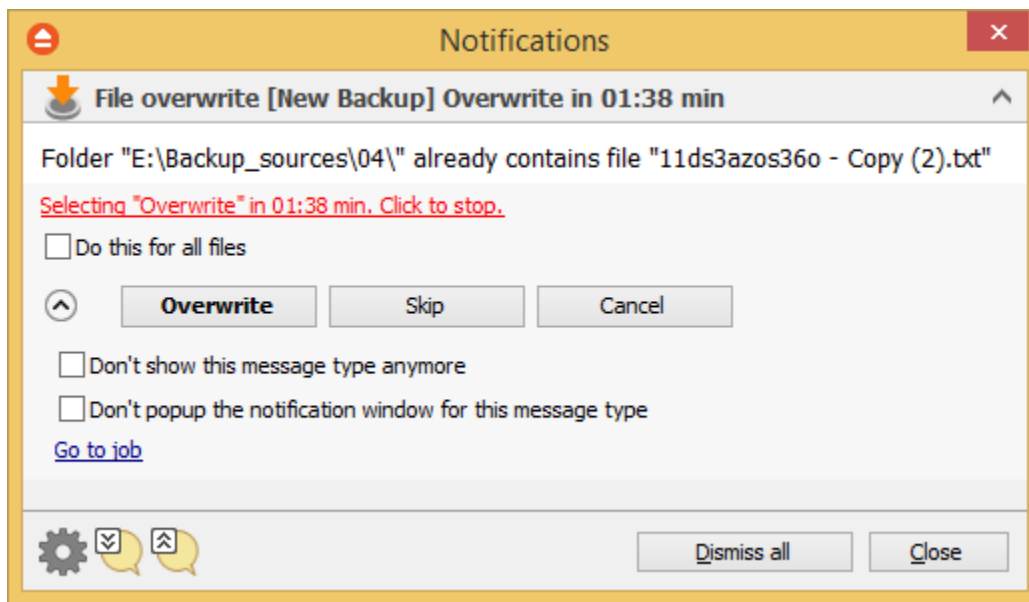 Notifications
File overwrite [New Backup] Overwrite in 01:38 min
Folder "E:\Backup_sources\04\" already contains file "11ds3azos36o - Copy (2).txt"
Selecting "Overwrite" in 01:38 min. Click to stop.
Do this for all files
Overwrite Skip Cancel
Don't show this message type anymore
Don't popup the notification window for this message type
Go to job
Dismiss all Close